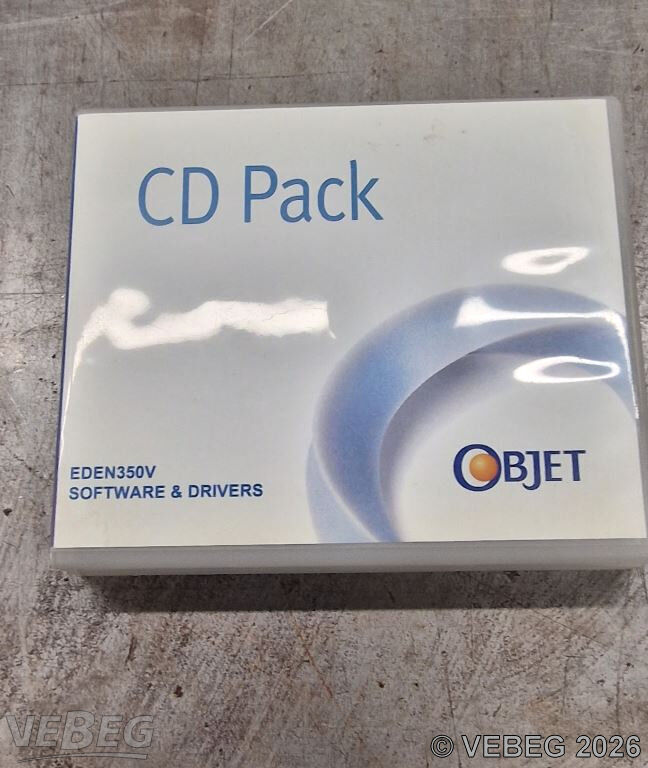 CD Pack
EDEN350V
SOFTWARE & DRIVERS
OBJET
VEBEG
© VEBEG 2026